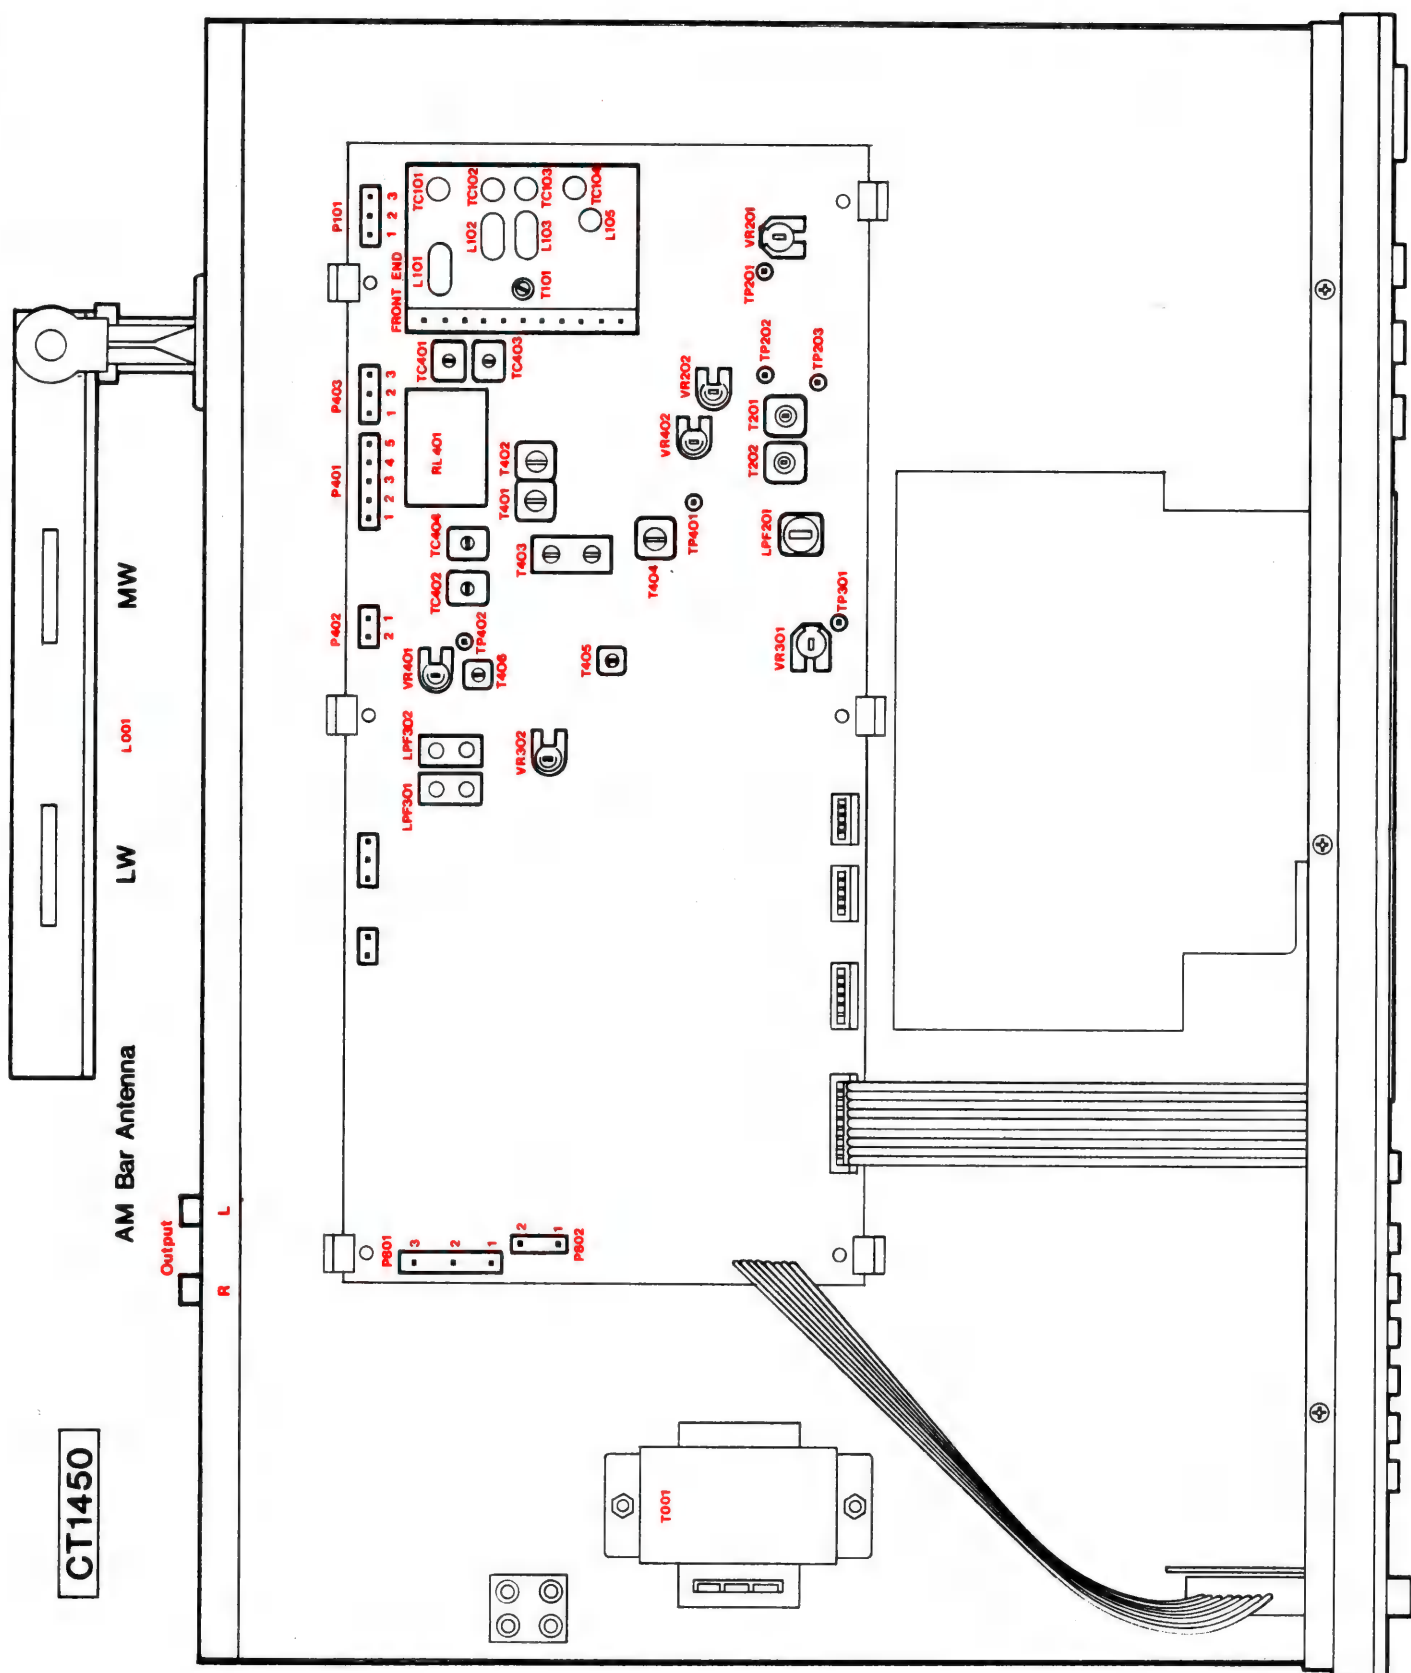 CT1450
AM Bar Antenna
LW
L001
MW
Output
R
L
P101
1 2 3
FRONT END
TC101
TC102
TC103
TC104
L101
L102
L103
L105
T101
P403
1 2 3
TC401
TC403
P401
1 2 3 4 5
RL401
T402
T401
TC404
TC402
T403
P402
2 1
TP402
VR401
T406
T405
T404
TP401
VR402
VR202
VR201
TP201
TP202
TP203
T201
T202
LPF201
TP301
VR301
LPF302
LPF301
VR302
P801
3
2
1
P802
2
1
T001